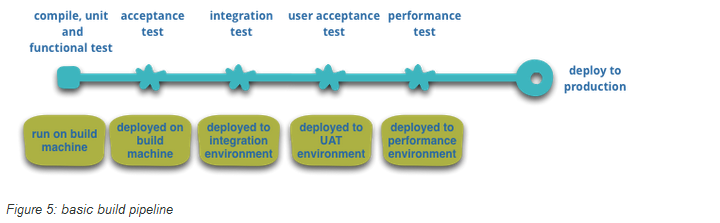 compile, unit
and
functional test
acceptance
test
integration
test
user acceptance
test
performance
test
deploy to
production
run on build
machine
deployed on
build
machine
deployed to
integration
environment
deployed to
UAT
environment
deployed to
performance
environment
Figure 5: basic build pipeline